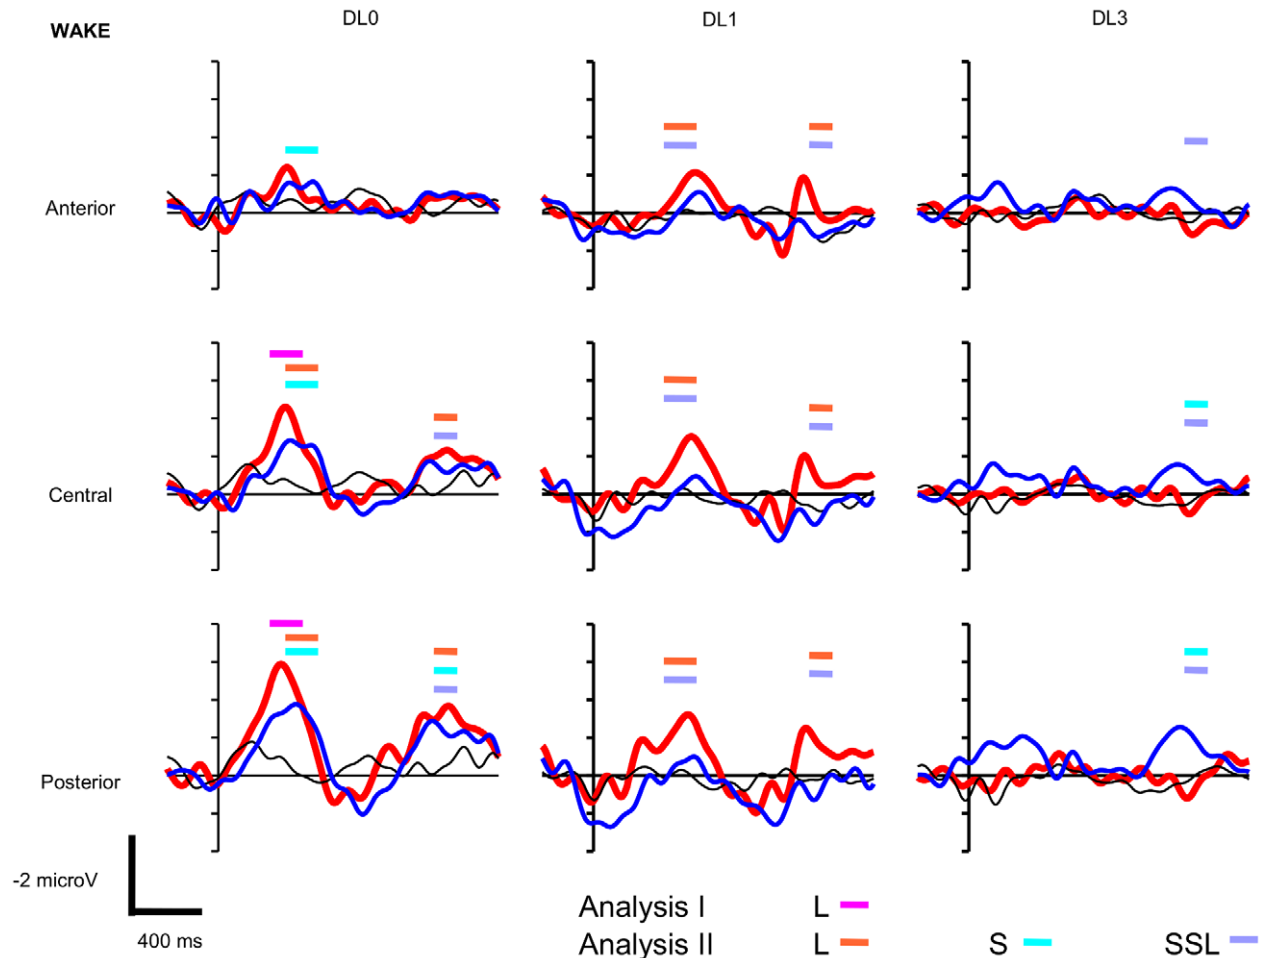 WAKE
DL0
DL1
DL3
Anterior
Central
Posterior
-2 microV
400 ms
Analysis I L
Analysis II L S SSL